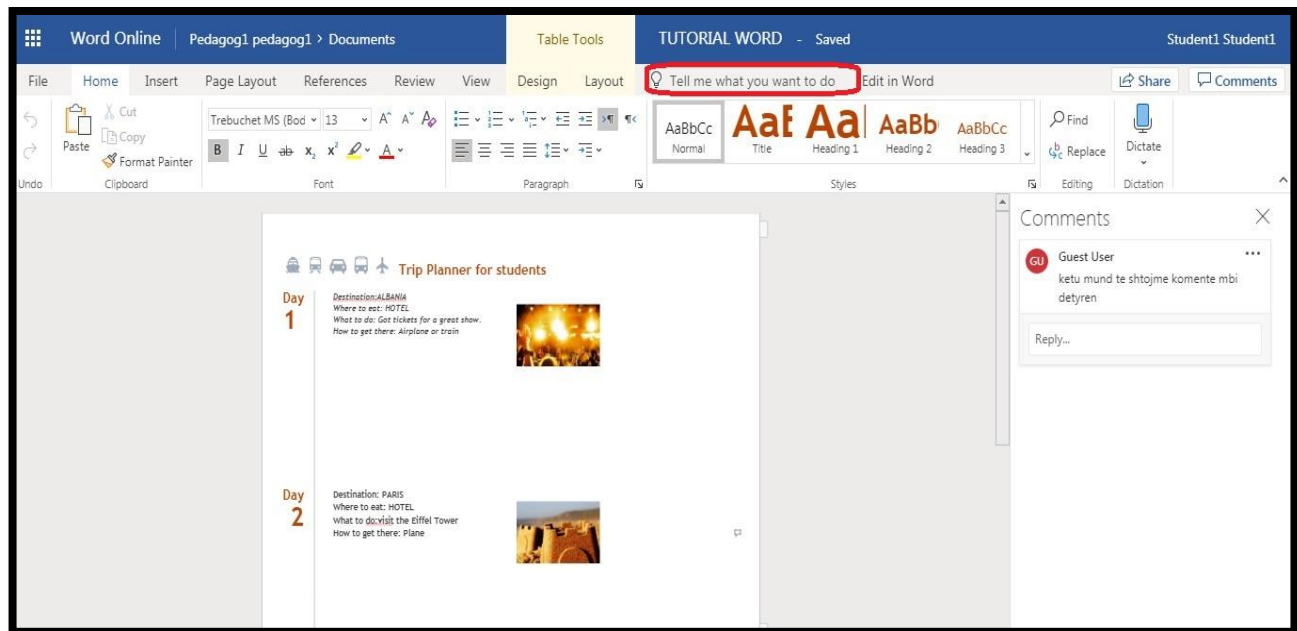 Word Online Pedagog1 pedagog1 > Documents Table Tools TUTORIAL WORD - Saved Student1 Student1
File Home Insert Page Layout References Review View Design Layout Tell me what you want to do Edit in Word Share Comments
Cut
Copy
Paste
Format Painter
Undo Clipboard
Trebuchet MS (Bod 13
B I U ab x₂ x² A
Font
Paragraph
AaBbCc AaE Aa AaBb AaBbCc
Normal Title Heading 1 Heading 2 Heading 3
Styles
Find
Replace
Editing
Dictate
Dictation
Trip Planner for students
Day
1
Destination:ALBANIA
Where to eat: HOTEL
What to do: Got tickets for a great show.
How to get there: Airplane or train
Day
2
Destination: PARIS
Where to eat: HOTEL
What to do:visit the Eiffel Tower
How to get there: Plane
Comments
GU Guest User
ketu mund te shtojme komente mbi
detyren
Reply...